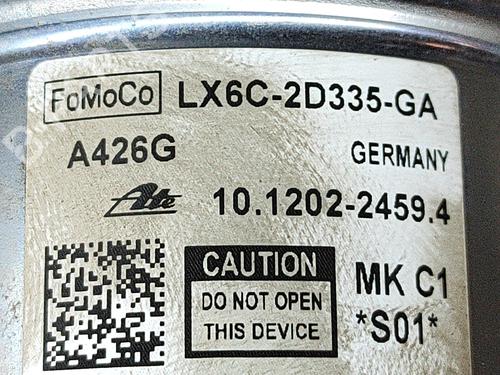 FoMoCo LX6C-2D335-GA
A426G GERMANY
Ate 10.1202-2459.4
CAUTION
DO NOT OPEN
THIS DEVICE
MK C1
*S01*